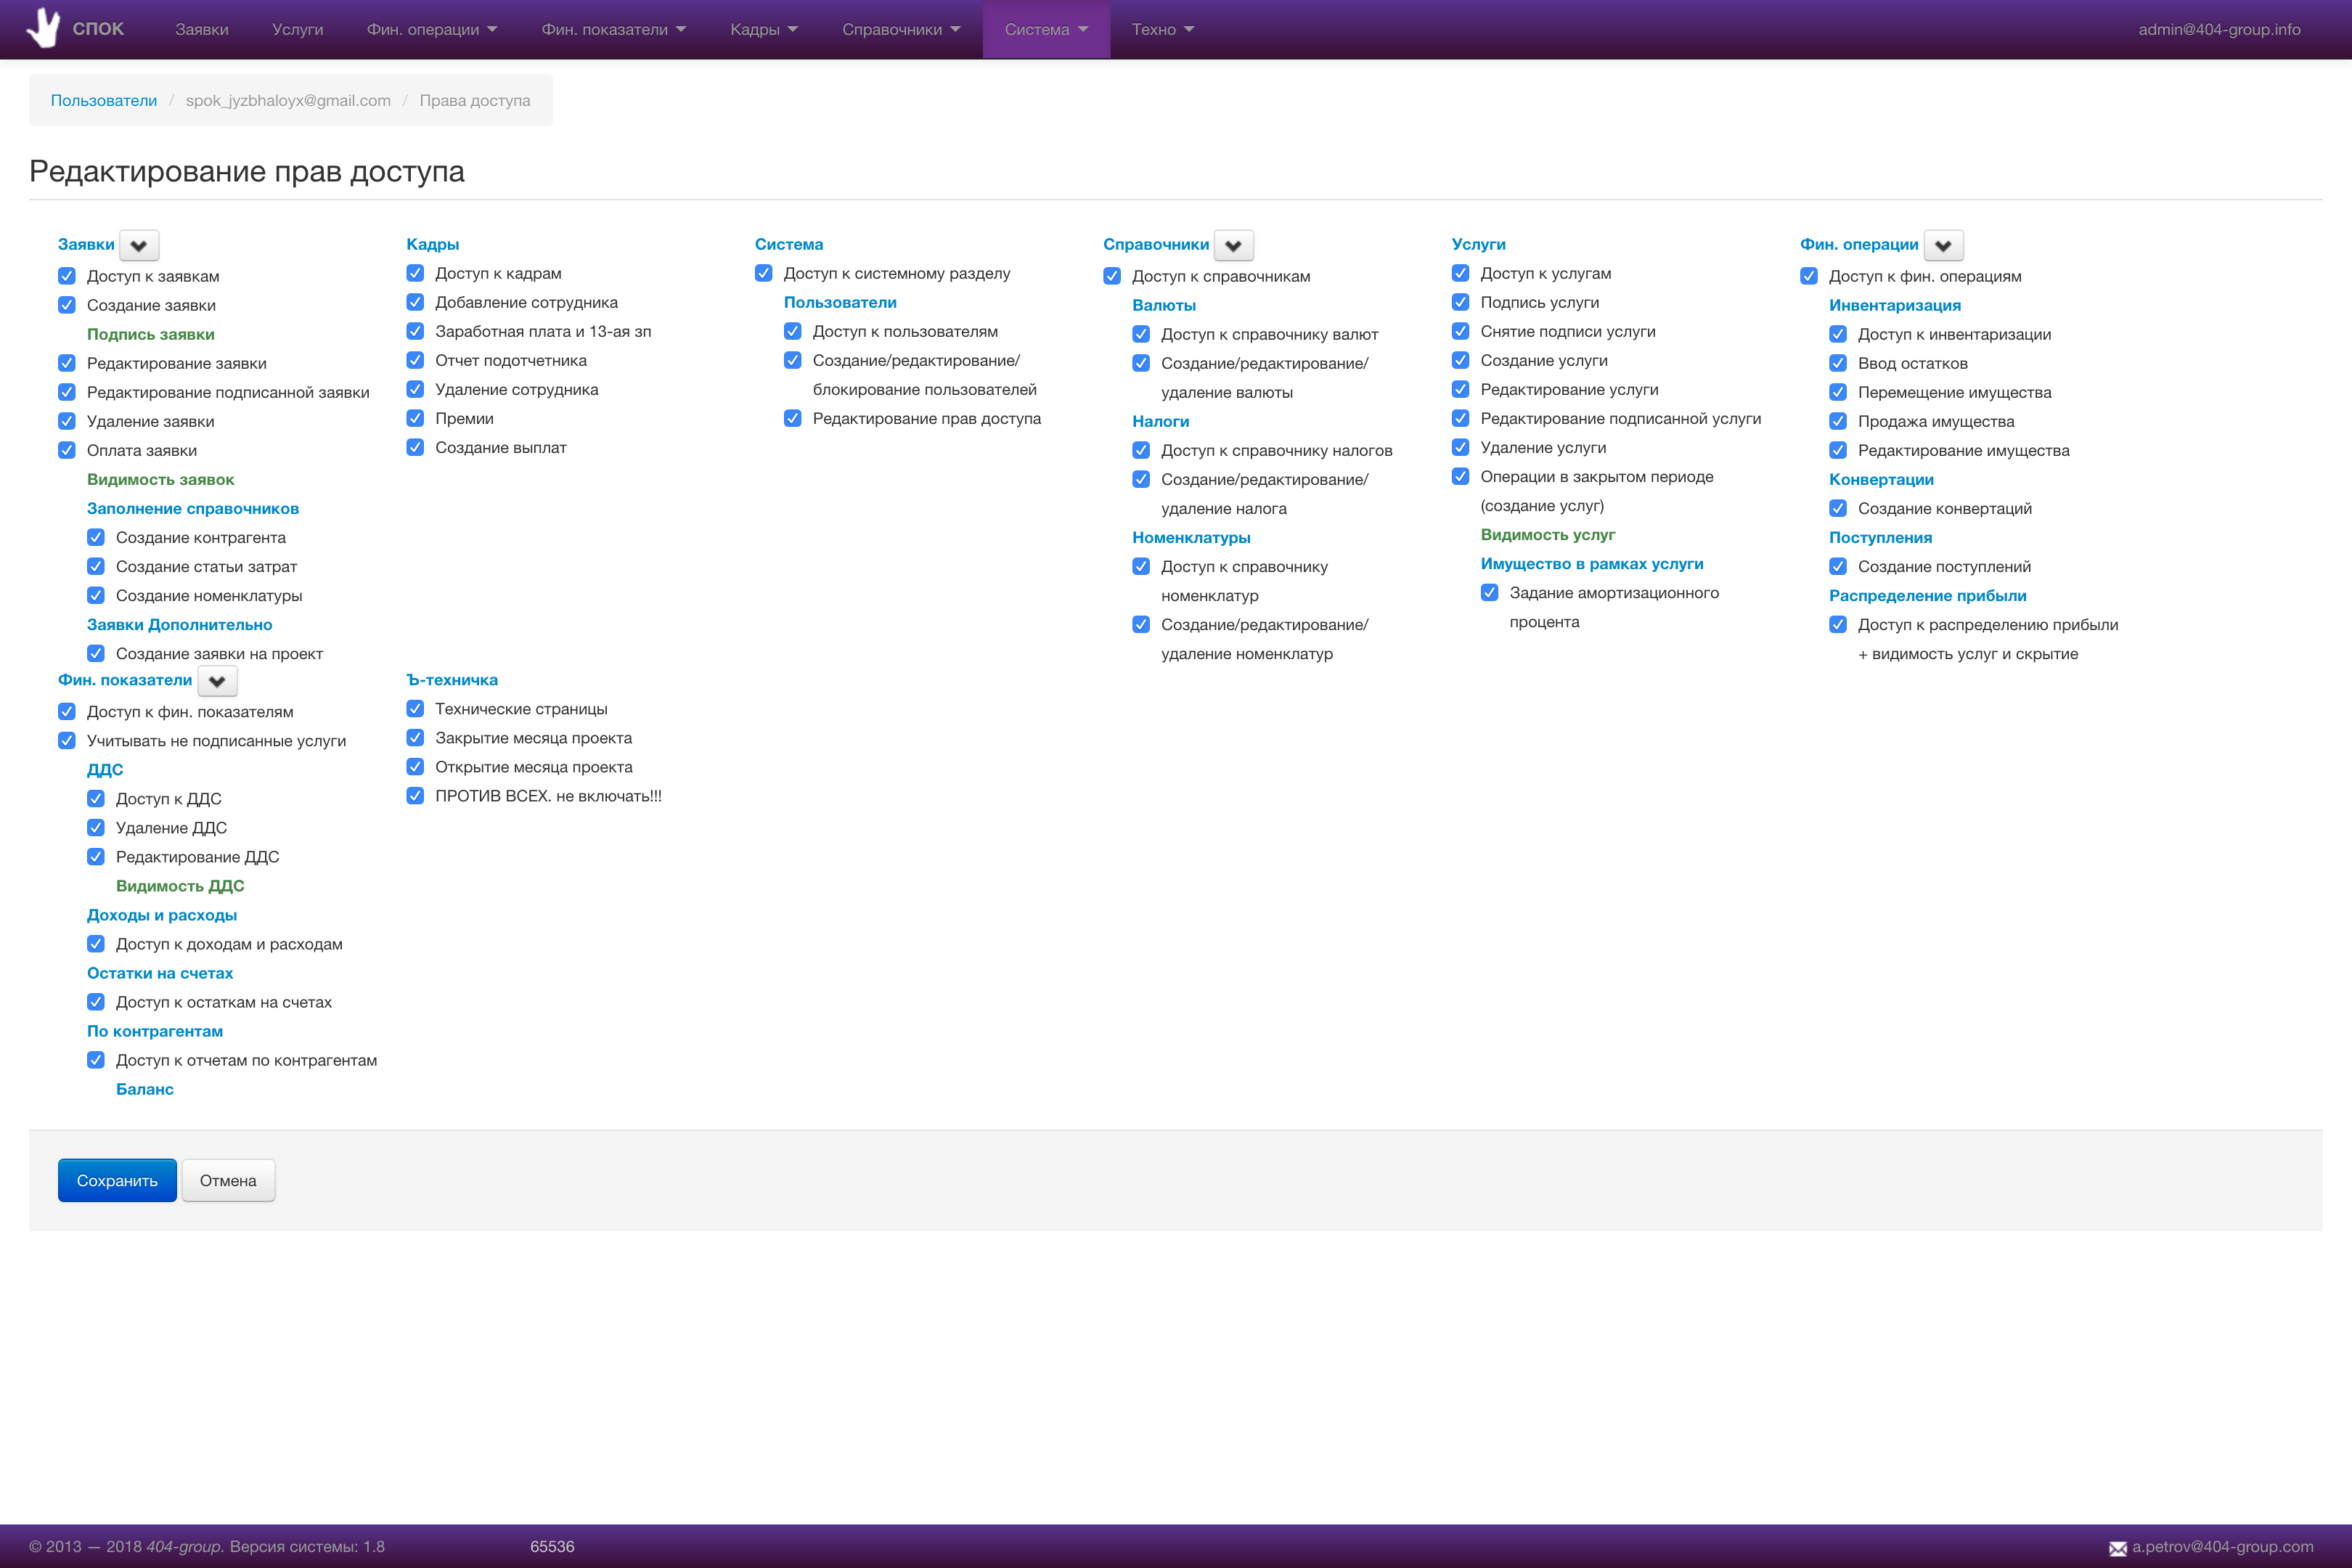 СПОК
Заявки
Услуги
Фин. операции
Фин. показатели
Кадры
Справочники
Система
Техно
admin@404-group.info
Пользователи / spok_jyzbhaloyx@gmail.com / Права доступа
Редактирование прав доступа
Заявки
Доступ к заявкам
Создание заявки
Подпись заявки
Редактирование заявки
Редактирование подписанной заявки
Удаление заявки
Оплата заявки
Видимость заявок
Заполнение справочников
Создание контрагента
Создание статьи затрат
Создание номенклатуры
Заявки Дополнительно
Создание заявки на проект
Кадры
Доступ к кадрам
Добавление сотрудника
Заработная плата и 13-ая зп
Отчет подотчетника
Удаление сотрудника
Премии
Создание выплат
Система
Доступ к системному разделу
Пользователи
Доступ к пользователям
Создание/редактирование/
блокирование пользователей
Редактирование прав доступа
Справочники
Доступ к справочникам
Валюты
Доступ к справочнику валют
Создание/редактирование/
удаление валюты
Налоги
Доступ к справочнику налогов
Создание/редактирование/
удаление налога
Номенклатуры
Доступ к справочнику
номенклатур
Создание/редактирование/
удаление номенклатур
Услуги
Доступ к услугам
Подпись услуги
Снятие подписи услуги
Создание услуги
Редактирование услуги
Редактирование подписанной услуги
Удаление услуги
Операции в закрытом периоде
(создание услуг)
Видимость услуг
Имущество в рамках услуги
Задание амортизационного
процента
Фин. операции
Доступ к фин. операциям
Инвентаризация
Доступ к инвентаризации
Ввод остатков
Перемещение имущества
Продажа имущества
Редактирование имущества
Конвертации
Создание конвертаций
Поступления
Создание поступлений
Распределение прибыли
Доступ к распределению прибыли
+ видимость услуг и скрытие
Фин. показатели
Доступ к фин. показателям
Учитывать не подписанные услуги
ДДС
Доступ к ДДС
Удаление ДДС
Редактирование ДДС
Видимость ДДС
Доходы и расходы
Доступ к доходам и расходам
Остатки на счетах
Доступ к остаткам на счетах
По контрагентам
Доступ к отчетам по контрагентам
Баланс
Ъ-техничка
Технические страницы
Закрытие месяца проекта
Открытие месяца проекта
ПРОТИВ ВСЕХ. не включать!!!
Сохранить
Отмена
© 2013 — 2018 404-group. Версия системы: 1.8
65536
a.petrov@404-group.com